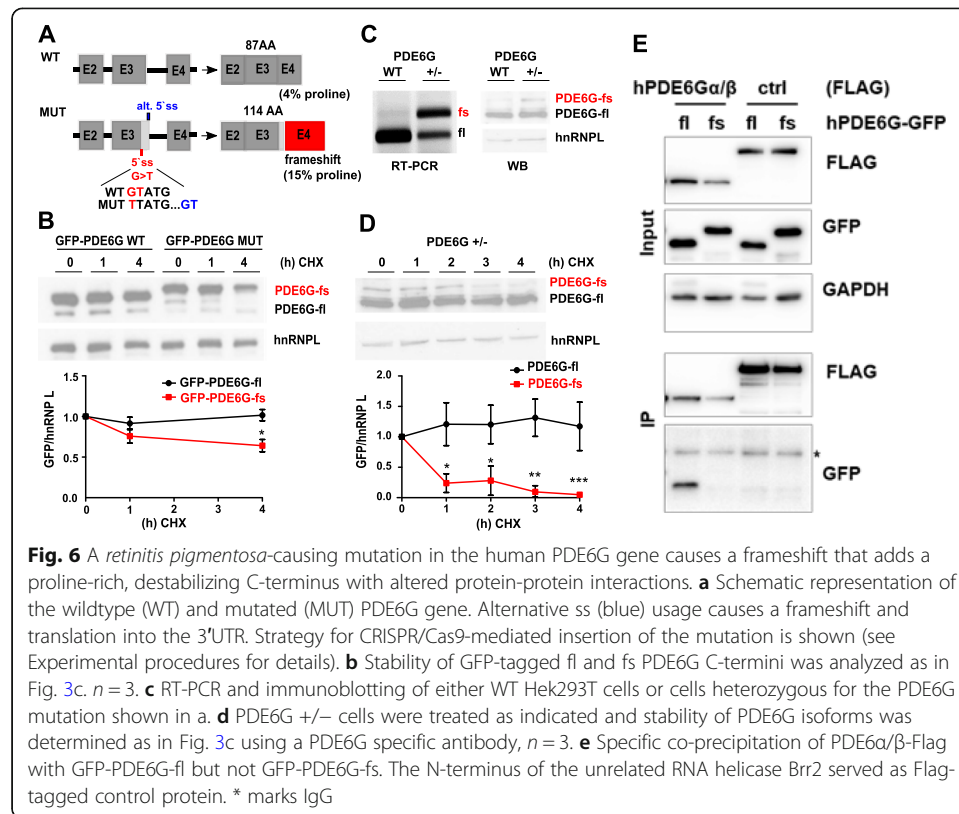 A
WT
E2 E3 E4
87AA
E2 E3 E4
(4% proline)
MUT
alt. 5`ss
E2 E3 E4
114 AA
E2 E3 E4
5`ss
G>T
frameshift
(15% proline)
WT GTATG
MUT TTATG...GT
C
PDE6G
WT +/-
fs
fl
RT-PCR
PDE6G
WT +/-
PDE6G-fs
PDE6G-fl
hnRNPL
WB
E
hPDE6Gα/β ctrl (FLAG)
fl fs fl fs hPDE6G-GFP
Input
FLAG
GFP
GAPDH
IP
FLAG
*
GFP
B
GFP-PDE6G WT GFP-PDE6G MUT
0 1 4 0 1 4 (h) CHX
PDE6G-fs
PDE6G-fl
hnRNPL
GFP/hnRNP L
1.5
1.0
0.5
0.0
GFP-PDE6G-fl
GFP-PDE6G-fs
*
0 1 2 3 4
(h) CHX
D
PDE6G +/-
0 1 2 3 4 (h) CHX
PDE6G-fs
PDE6G-fl
hnRNPL
GFP/hnRNP L
2.0
1.5
1.0
0.5
0.0
PDE6G-fl
PDE6G-fs
* * ** ***
0 1 2 3 4
(h) CHX
Fig. 6 A retinitis pigmentosa-causing mutation in the human PDE6G gene causes a frameshift that adds a
proline-rich, destabilizing C-terminus with altered protein-protein interactions. a Schematic representation of
the wildtype (WT) and mutated (MUT) PDE6G gene. Alternative ss (blue) usage causes a frameshift and
translation into the 3′UTR. Strategy for CRISPR/Cas9-mediated insertion of the mutation is shown (see
Experimental procedures for details). b Stability of GFP-tagged fl and fs PDE6G C-termini was analyzed as in
Fig. 3c. n = 3. c RT-PCR and immunoblotting of either WT Hek293T cells or cells heterozygous for the PDE6G
mutation shown in a. d PDE6G +/− cells were treated as indicated and stability of PDE6G isoforms was
determined as in Fig. 3c using a PDE6G specific antibody, n = 3. e Specific co-precipitation of PDE6α/β-Flag
with GFP-PDE6G-fl but not GFP-PDE6G-fs. The N-terminus of the unrelated RNA helicase Brr2 served as Flag-
tagged control protein. * marks IgG